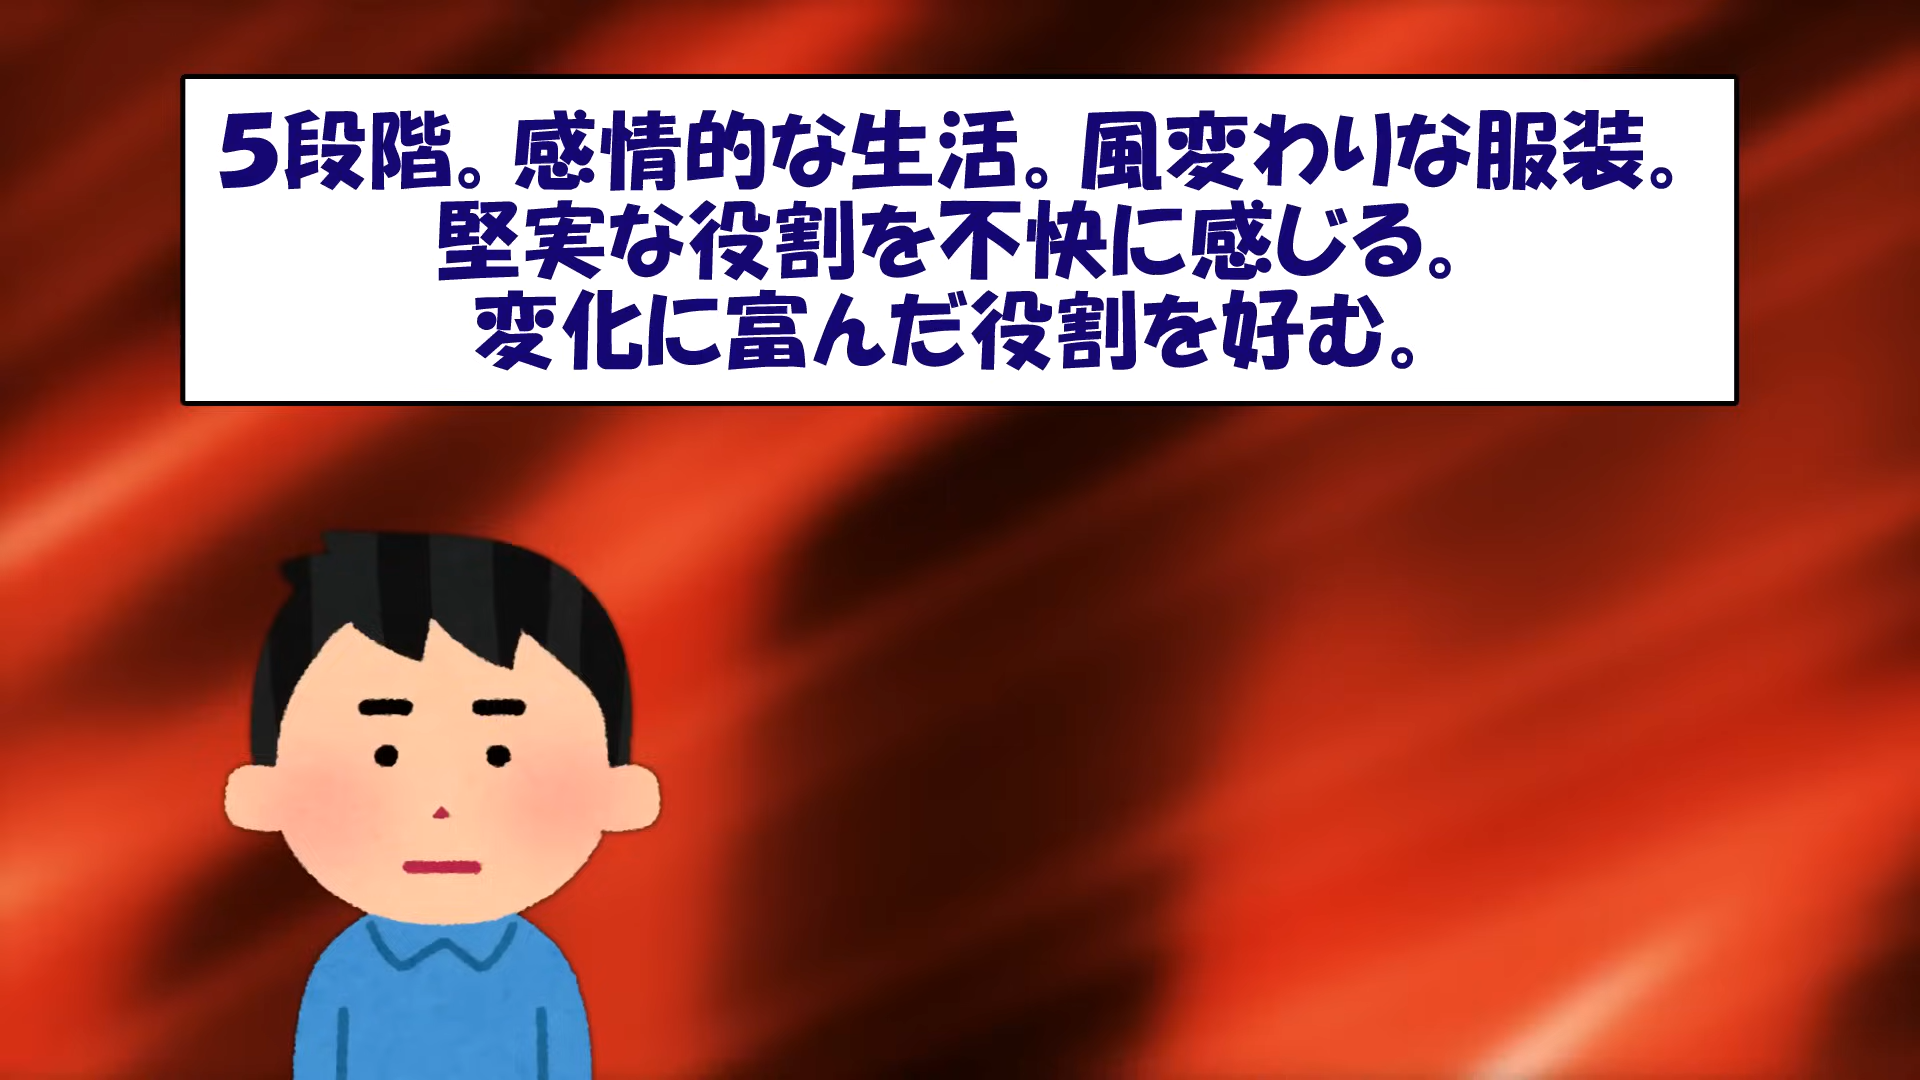 5段階。感情的な生活。風変わりな服装。
堅実な役割を不快に感じる。
変化に富んだ役割を好む。